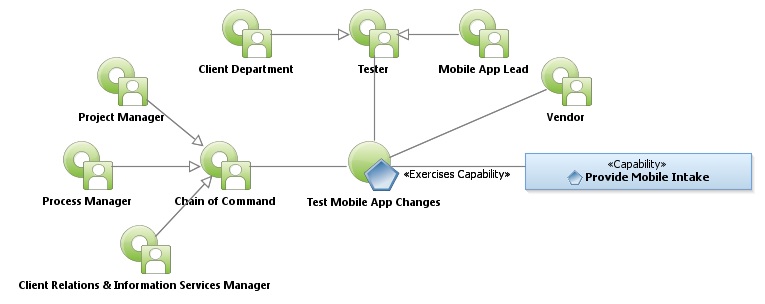 Client Department
Tester
Mobile App Lead
Project Manager
Vendor
«Capability»
Provide Mobile Intake
«Exercises Capability»
Process Manager
Chain of Command
Test Mobile App Changes
Client Relations & Information Services Manager